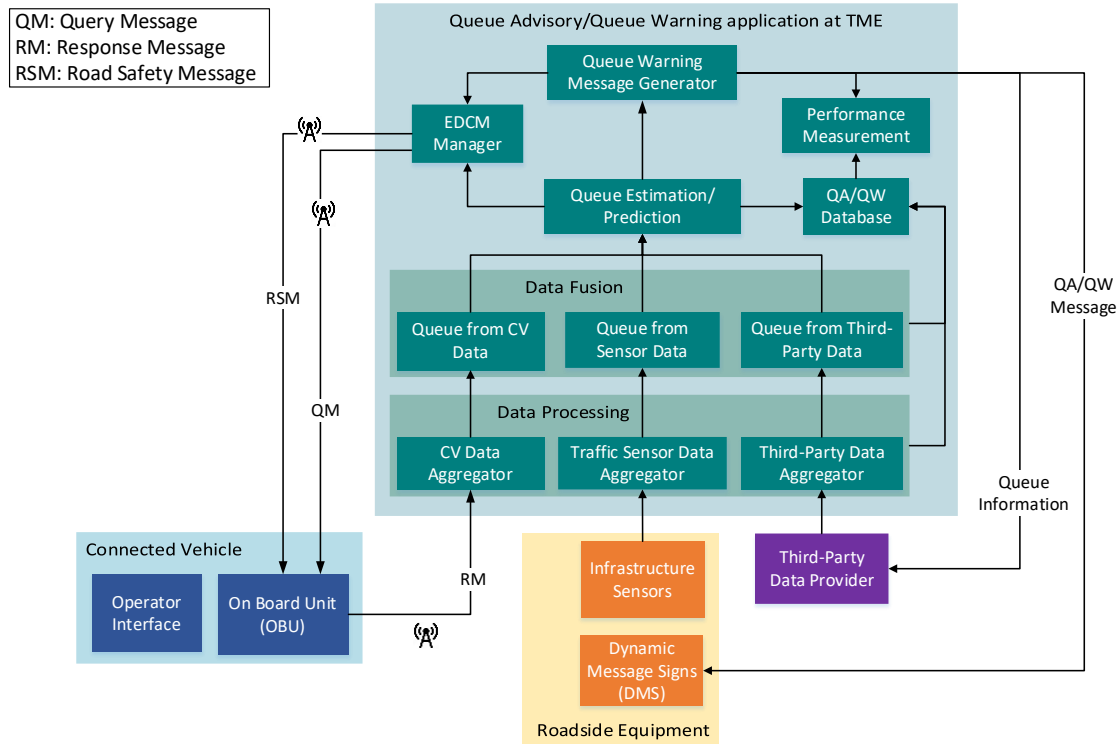 QM: Query Message
RM: Response Message
RSM: Road Safety Message
Queue Advisory/Queue Warning application at TME
Queue Warning
Message Generator
EDCM
Manager
Performance
Measurement
Queue Estimation/
Prediction
QA/QW
Database
RSM
QM
QA/QW
Message
Data Fusion
Queue from CV
Data
Queue from
Sensor Data
Queue from Third-
Party Data
Data Processing
CV Data
Aggregator
Traffic Sensor Data
Aggregator
Third-Party Data
Aggregator
Queue
Information
Connected Vehicle
Operator
Interface
On Board Unit
(OBU)
RM
Infrastructure
Sensors
Third-Party
Data Provider
Dynamic
Message Signs
(DMS)
Roadside Equipment